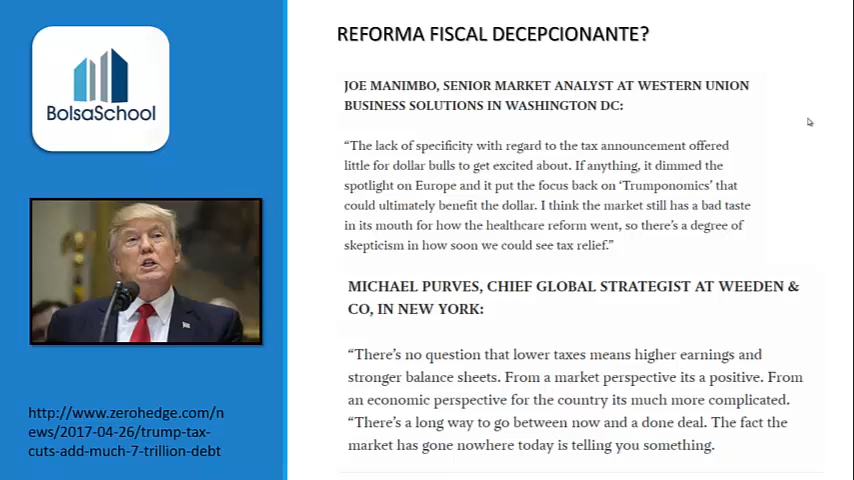 BolsaSchool
http://www.zerohedge.com/n
ews/2017-04-26/trump-tax-
cuts-add-much-7-trillion-debt
REFORMA FISCAL DECEPCIONANTE?
JOE MANIMBO, SENIOR MARKET ANALYST AT WESTERN UNION
BUSINESS SOLUTIONS IN WASHINGTON DC:
“The lack of specificity with regard to the tax announcement offered
little for dollar bulls to get excited about. If anything, it dimmed the
spotlight on Europe and it put the focus back on ‘Trumponomics’ that
could ultimately benefit the dollar. I think the market still has a bad taste
in its mouth for how the healthcare reform went, so there’s a degree of
skepticism in how soon we could see tax relief.”
MICHAEL PURVES, CHIEF GLOBAL STRATEGIST AT WEEDEN &
CO, IN NEW YORK:
“There’s no question that lower taxes means higher earnings and
stronger balance sheets. From a market perspective its a positive. From
an economic perspective for the country its much more complicated.
“There’s a long way to go between now and a done deal. The fact the
market has gone nowhere today is telling you something.